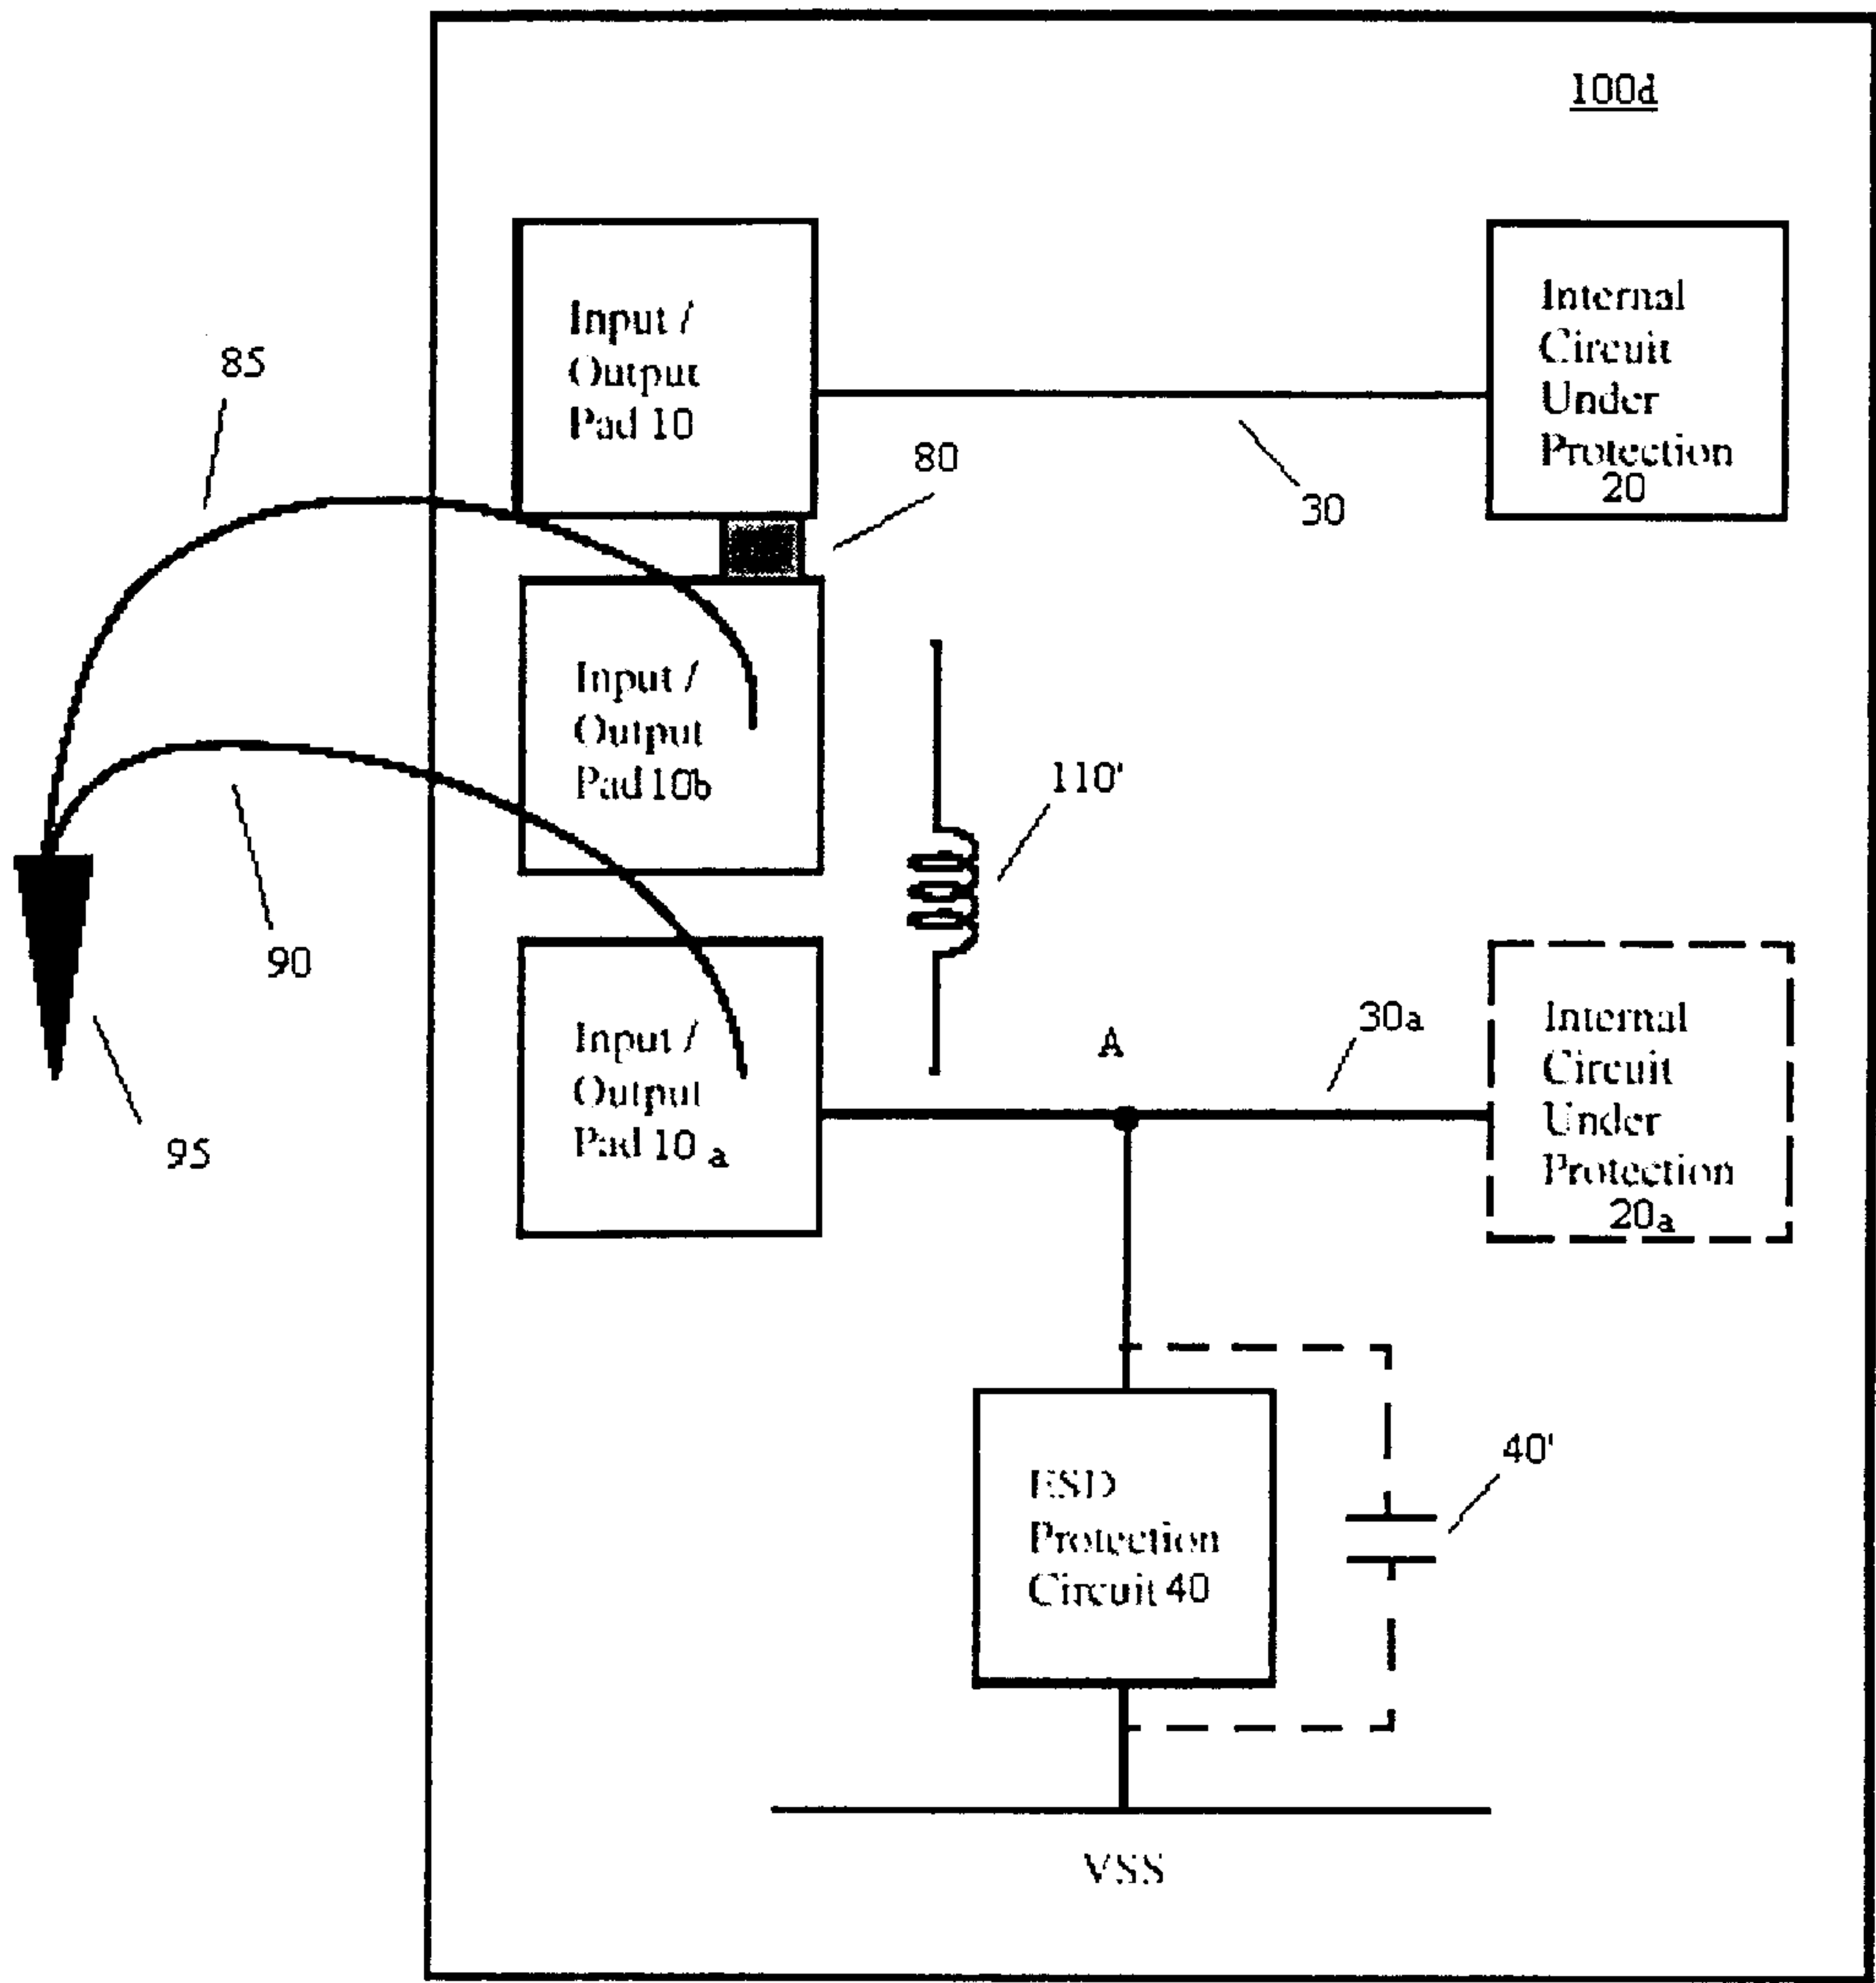 100d
Input /
Output
Pad 10
Internal
Circuit
Under
Protection
20
85
80
30
Input /
Output
Pad 10b
110'
90
Input /
Output
Pad 10a
A
30a
Internal
Circuit
Under
Protection
20a
95
ESD
Protection
Circuit 40
40'
VSS